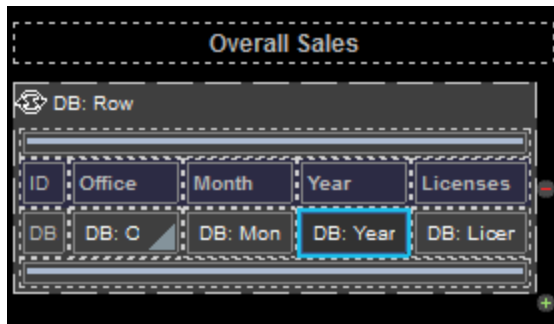 Overall Sales
DB: Row
ID Office Month Year Licenses
DB DB: O DB: Mon DB: Year DB: Licer